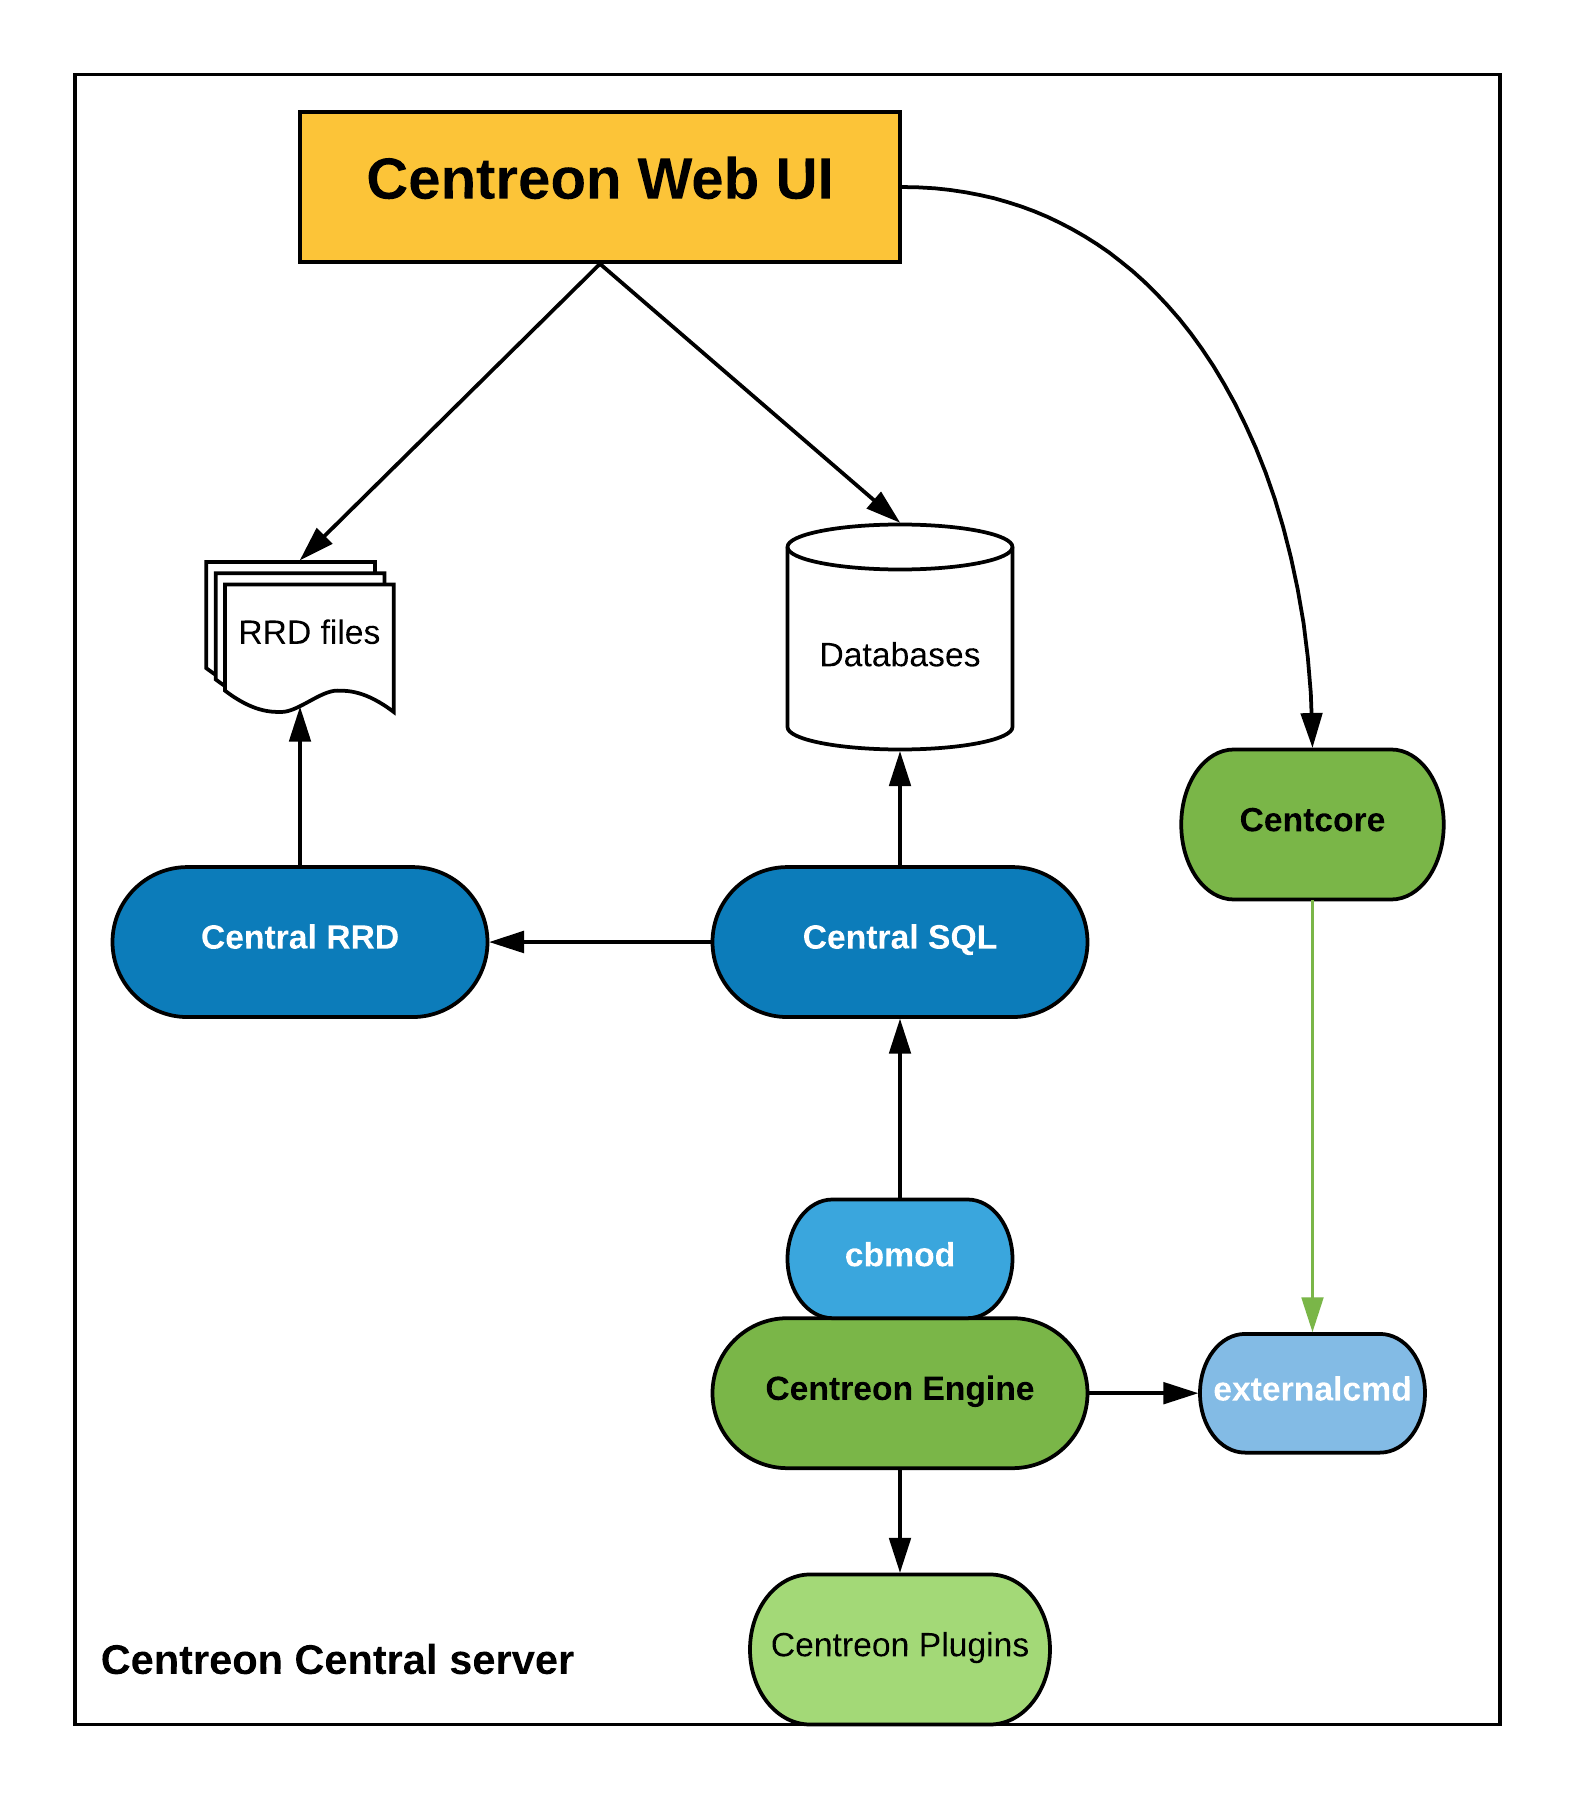 Centreon Web UI
RRD files
Databases
Centcore
Central RRD
Central SQL
cbmod
Centreon Engine
externalcmd
Centreon Plugins
Centreon Central server